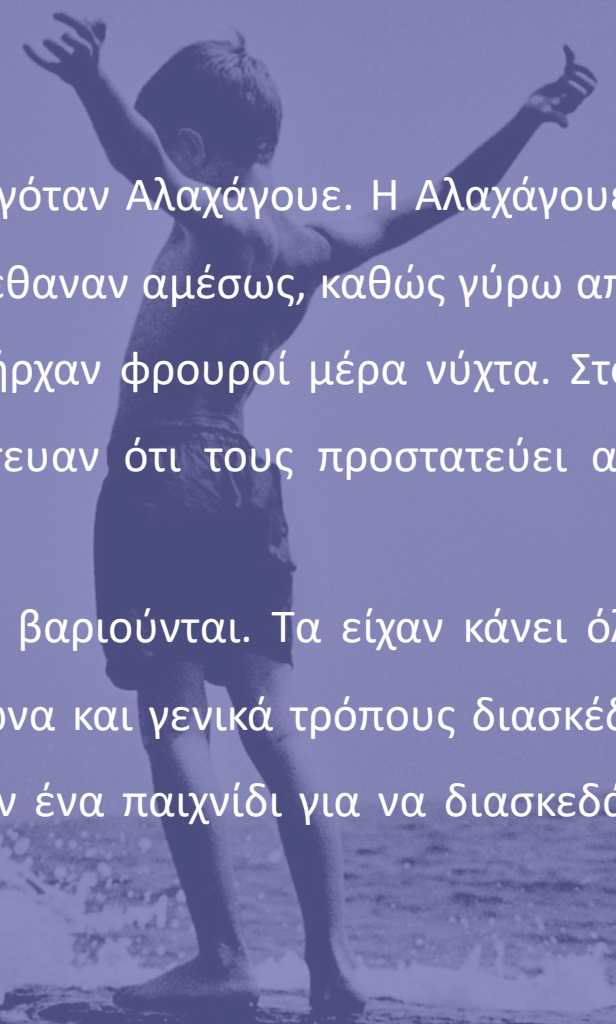 γόταν Αλαχάγουε. Η Αλαχάγουε
έθαναν αμέσως, καθώς γύρω απ
ήρχαν φρουροί μέρα νύχτα. Στο
τευαν ότι τους προστατεύει α
βαριούνται. Τα είχαν κάνει όλ
ονα και γενικά τρόπους διασκέδ
ν ένα παιχνίδι για να διασκεδά